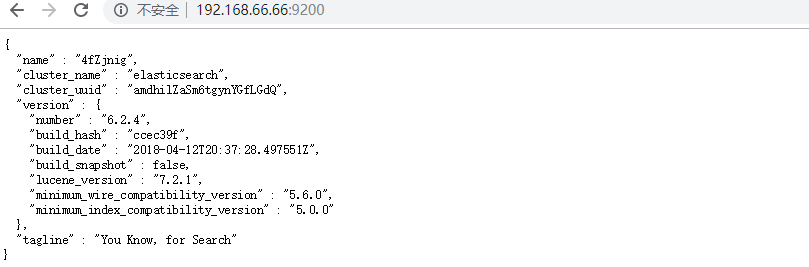 不安全 | 192.168.66.66:9200
{
"name" : "4fZjnig",
"cluster_name" : "elasticsearch",
"cluster_uuid" : "amdhilZaSm6tgynYGfLGdQ",
"version" : {
"number" : "6.2.4",
"build_hash" : "ccec39f",
"build_date" : "2018-04-12T20:37:28.497551Z",
"build_snapshot" : false,
"lucene_version" : "7.2.1",
"minimum_wire_compatibility_version" : "5.6.0",
"minimum_index_compatibility_version" : "5.0.0"
},
"tagline" : "You Know, for Search"
}